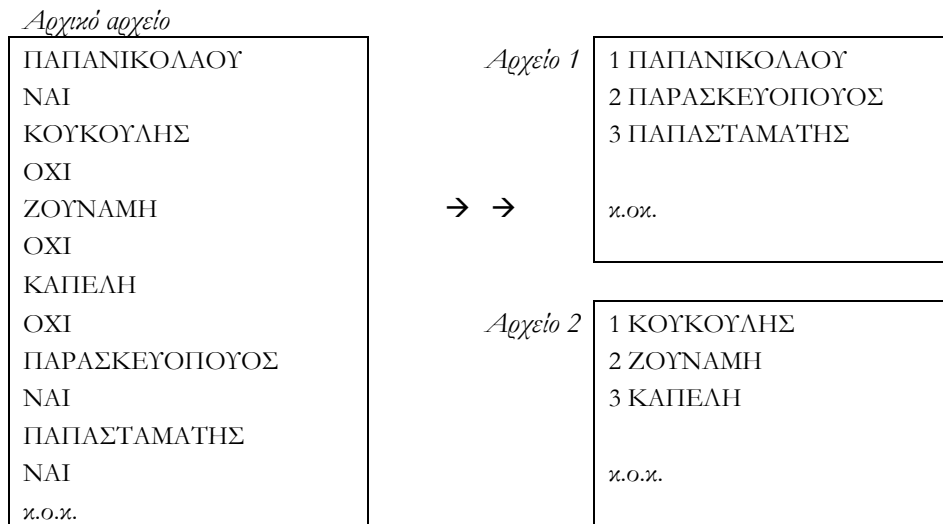 Αρχικό αρχείο
ΠΑΠΑΝΙΚΟΛΑΟΥ
ΝΑΙ
ΚΟΥΚΟΥΛΗΣ
ΟΧΙ
ΖΟΥΝΑΜΗ
ΟΧΙ
ΚΑΠΕΛΗ
ΟΧΙ
ΠΑΡΑΣΚΕΥΟΠΟΥΟΣ
ΝΑΙ
ΠΑΠΑΣΤΑΜΑΤΗΣ
ΝΑΙ
κ.ο.κ.
→ →
Αρχείο 1
1 ΠΑΠΑΝΙΚΟΛΑΟΥ
2 ΠΑΡΑΣΚΕΥΟΠΟΥΟΣ
3 ΠΑΠΑΣΤΑΜΑΤΗΣ
κ.οκ.
Αρχείο 2
1 ΚΟΥΚΟΥΛΗΣ
2 ΖΟΥΝΑΜΗ
3 ΚΑΠΕΛΗ
κ.ο.κ.